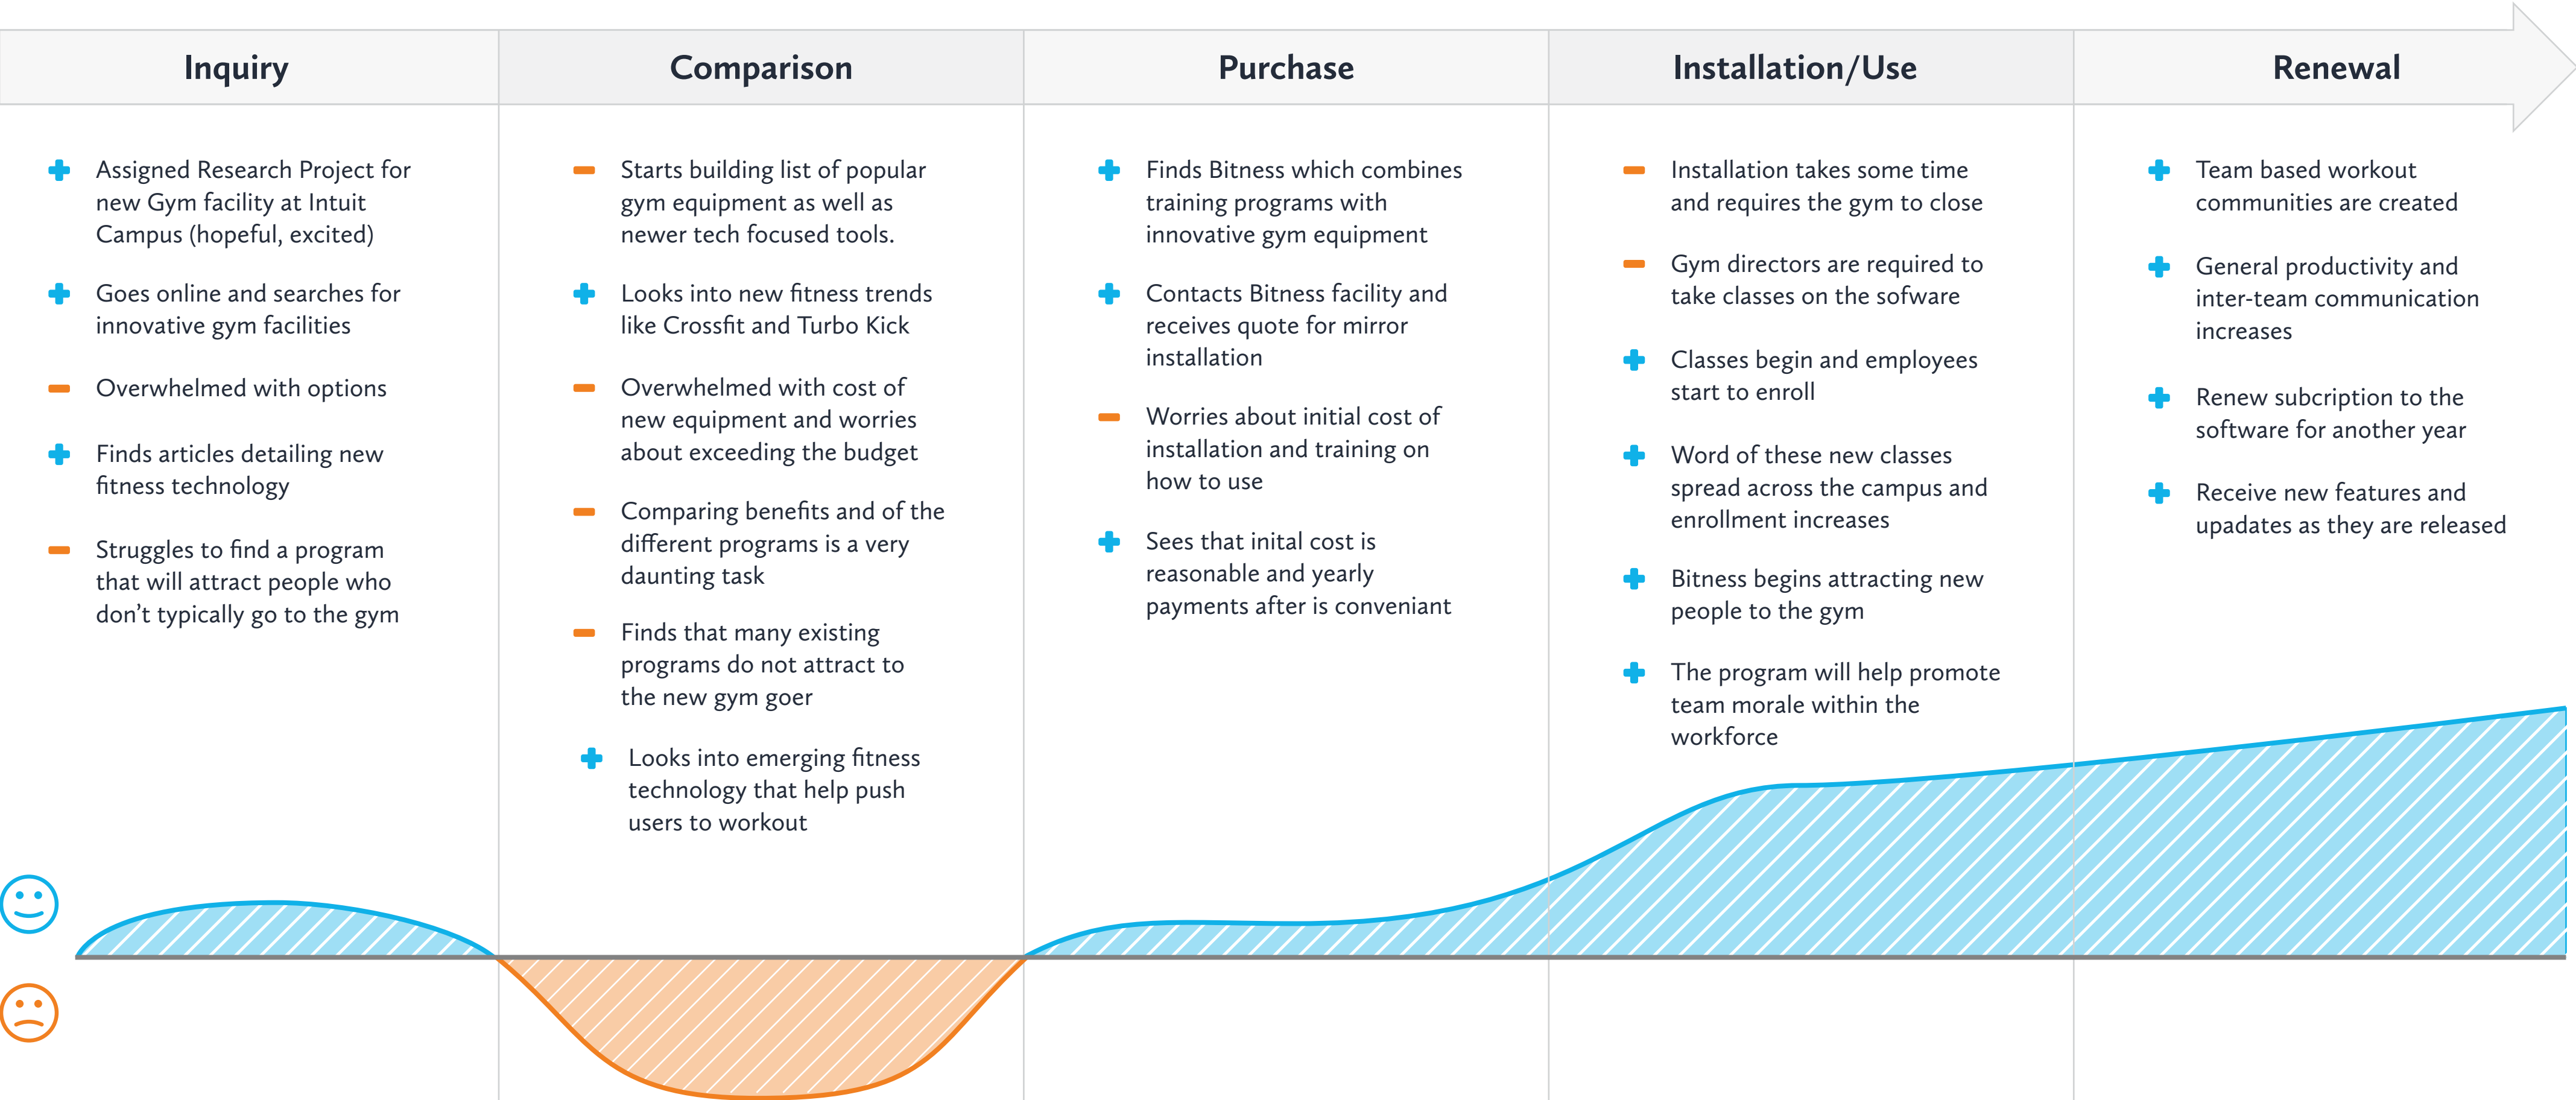 Inquiry
Comparison
Purchase
Installation/Use
Renewal
Assigned Research Project for
new Gym facility at Intuit
Campus (hopeful, excited)
Goes online and searches for
innovative gym facilities
Overwhelmed with options
Finds articles detailing new
fitness technology
Struggles to find a program
that will attract people who
don’t typically go to the gym
Starts building list of popular
gym equipment as well as
newer tech focused tools.
Looks into new fitness trends
like Crossfit and Turbo Kick
Overwhelmed with cost of
new equipment and worries
about exceeding the budget
Comparing benefits and of the
different programs is a very
daunting task
Finds that many existing
programs do not attract to
the new gym goer
Looks into emerging fitness
technology that help push
users to workout
Finds Bitness which combines
training programs with
innovative gym equipment
Contacts Bitness facility and
receives quote for mirror
installation
Worries about initial cost of
installation and training on
how to use
Sees that inital cost is
reasonable and yearly
payments after is conveniant
Installation takes some time
and requires the gym to close
Gym directors are required to
take classes on the sofware
Classes begin and employees
start to enroll
Word of these new classes
spread across the campus and
enrollment increases
Bitness begins attracting new
people to the gym
The program will help promote
team morale within the
workforce
Team based workout
communities are created
General productivity and
inter-team communication
increases
Renew subcription to the
software for another year
Receive new features and
upadates as they are released